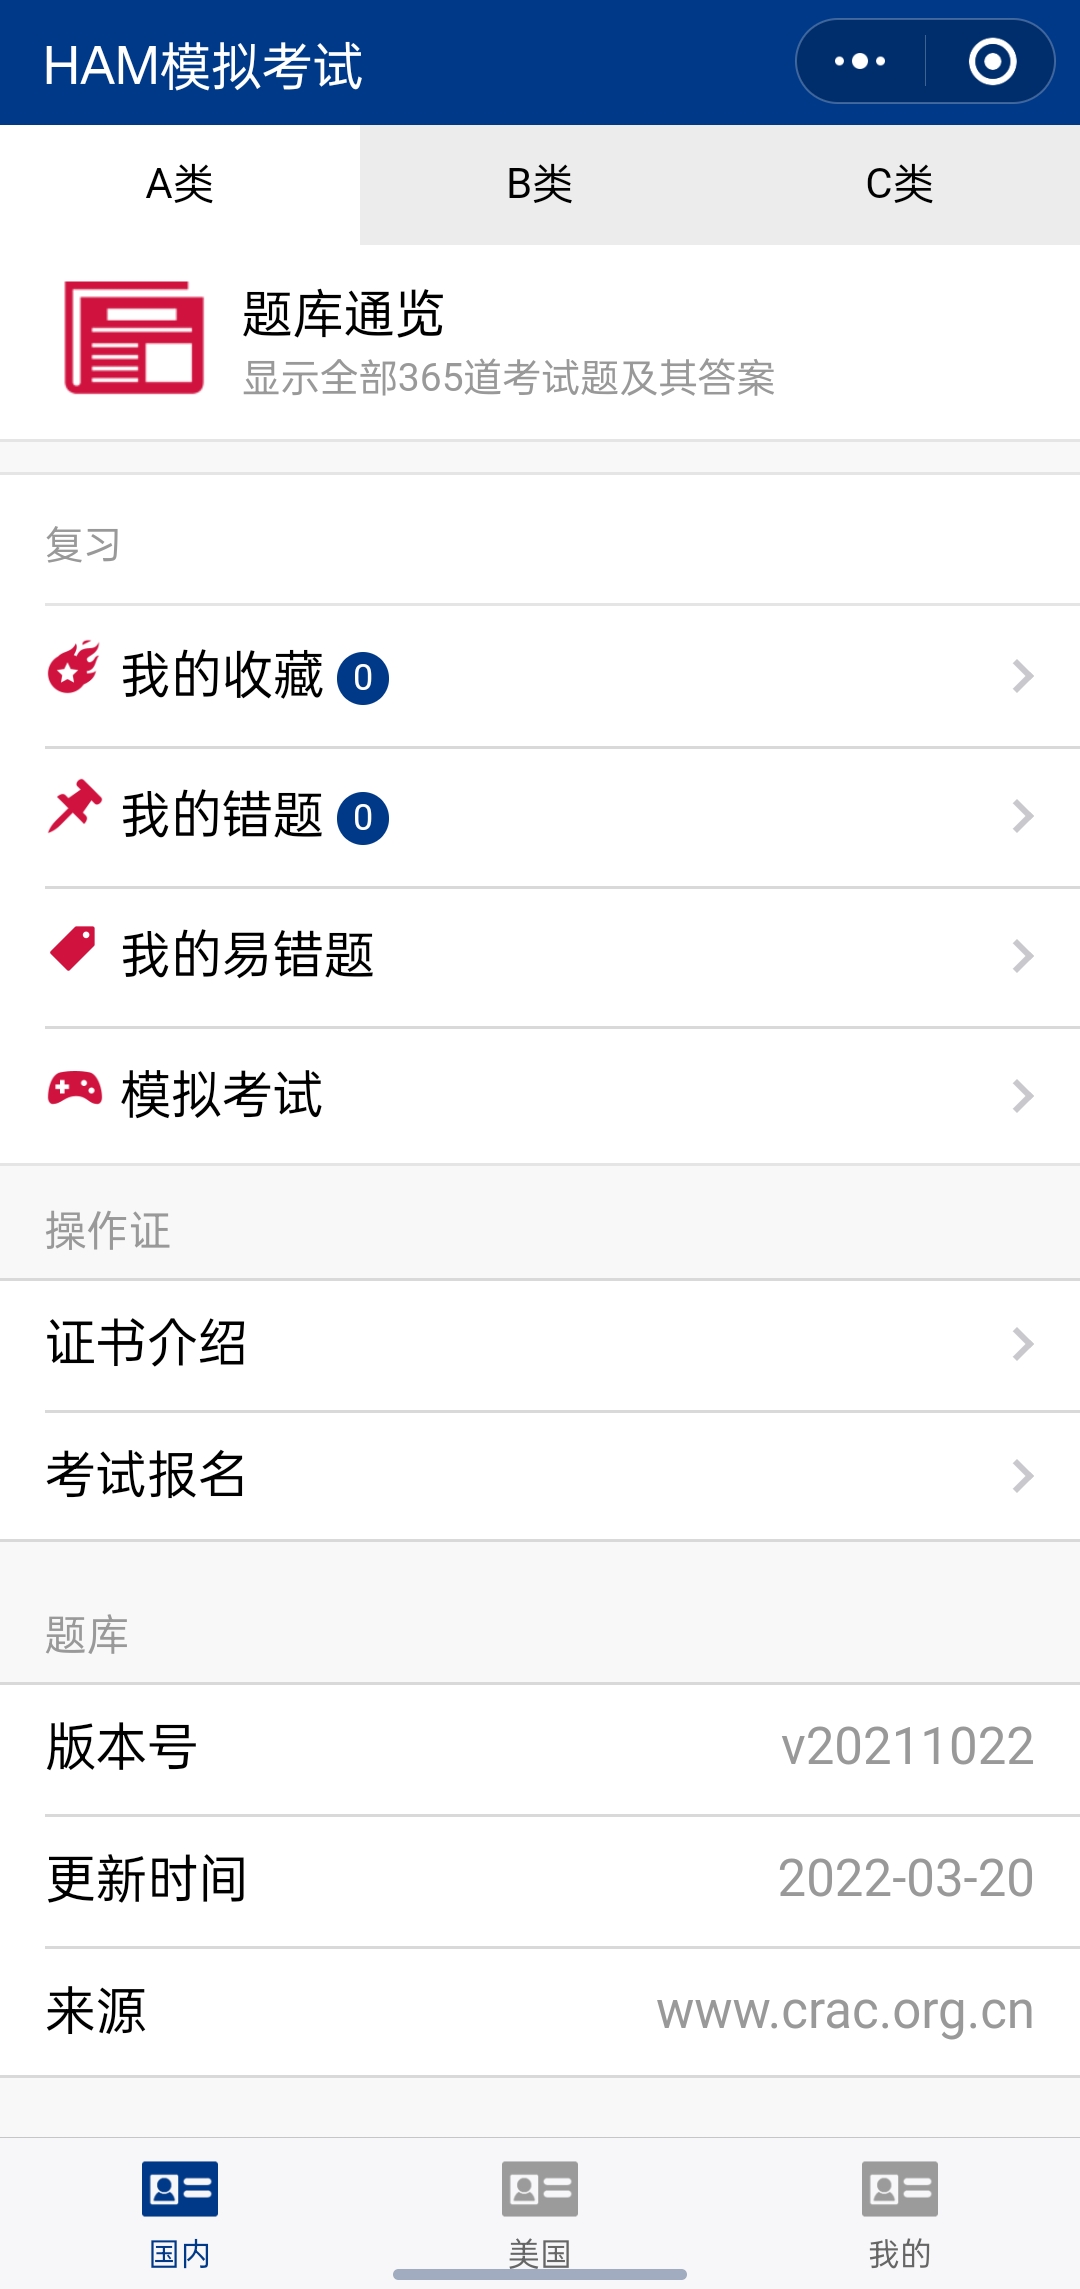 HAM模拟考试
A类
B类
C类
题库通览
显示全部365道考试题及其答案
复习
我的收藏 0
我的错题 0
我的易错题
模拟考试
操作证
证书介绍
考试报名
题库
版本号 v20211022
更新时间 2022-03-20
来源 www.crac.org.cn
国内
美国
我的